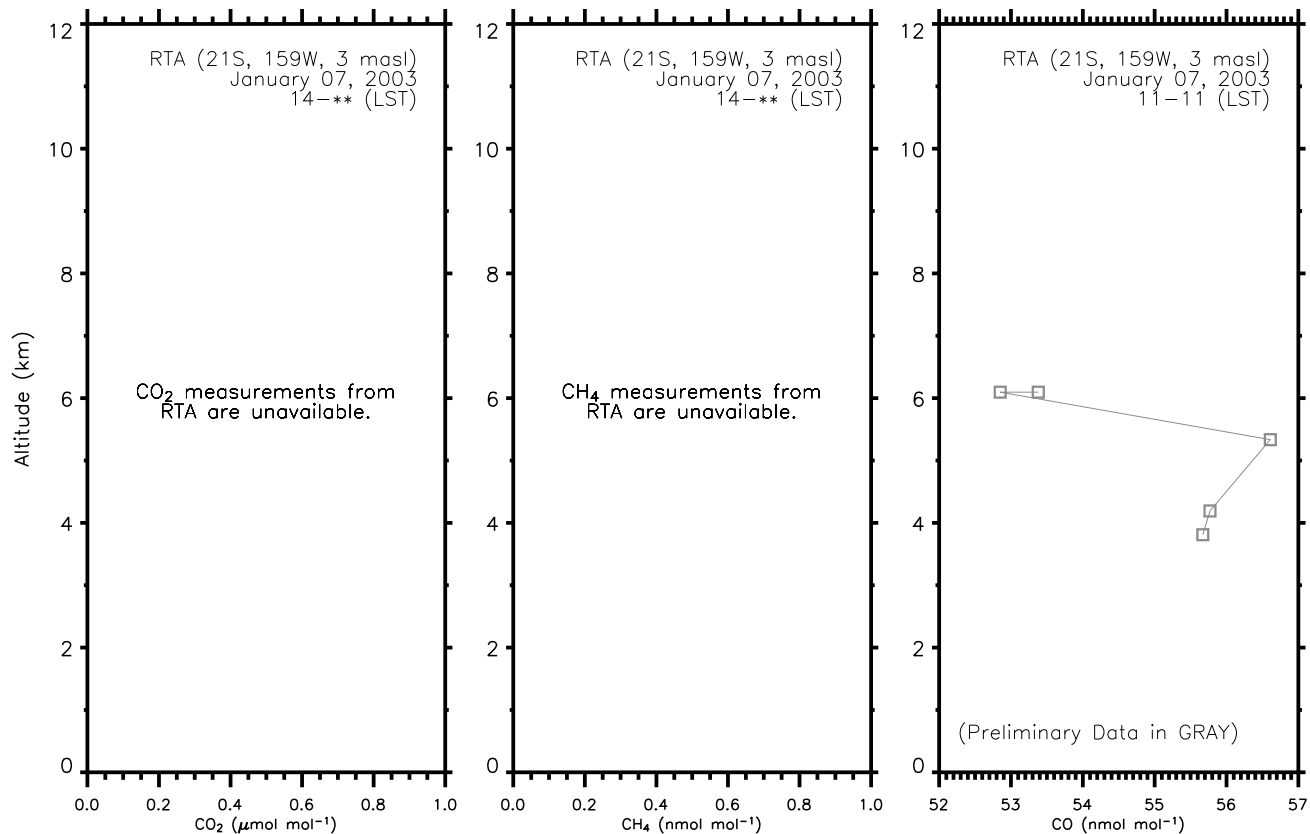 RTA (21S, 159W, 3 masl)
January 07, 2003
14-** (LST)
CO₂ measurements from
RTA are unavailable.
Altitude (km)
12
10
8
6
4
2
0
0.0 0.2 0.4 0.6 0.8 1.0
CO₂ (μmol mol⁻¹)
RTA (21S, 159W, 3 masl)
January 07, 2003
14-** (LST)
CH₄ measurements from
RTA are unavailable.
12
10
8
6
4
2
0
0.0 0.2 0.4 0.6 0.8 1.0
CH₄ (nmol mol⁻¹)
RTA (21S, 159W, 3 masl)
January 07, 2003
11-11 (LST)
12
10
8
6
4
2
0
(Preliminary Data in GRAY)
52 53 54 55 56 57
CO (nmol mol⁻¹)